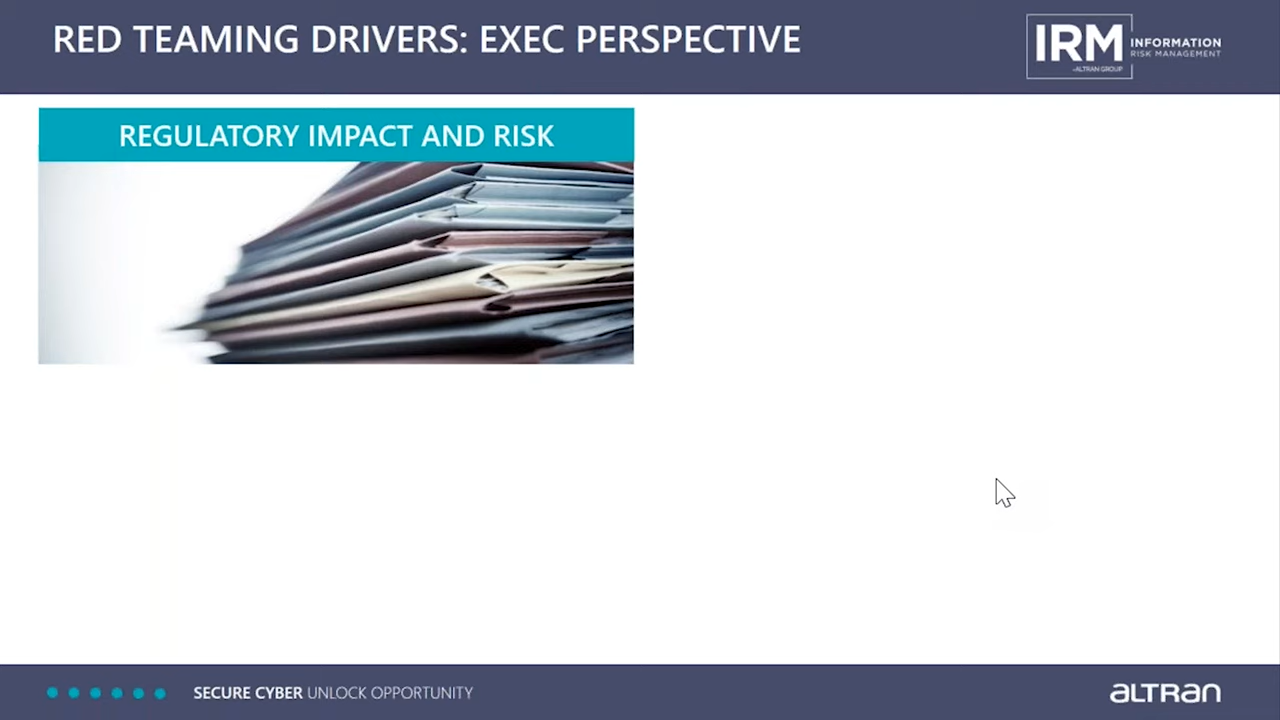 RED TEAMING DRIVERS: EXEC PERSPECTIVE
IRM INFORMATION
RISK MANAGEMENT
-ALTRAN GROUP
REGULATORY IMPACT AND RISK
SECURE CYBER UNLOCK OPPORTUNITY
ALTRAN